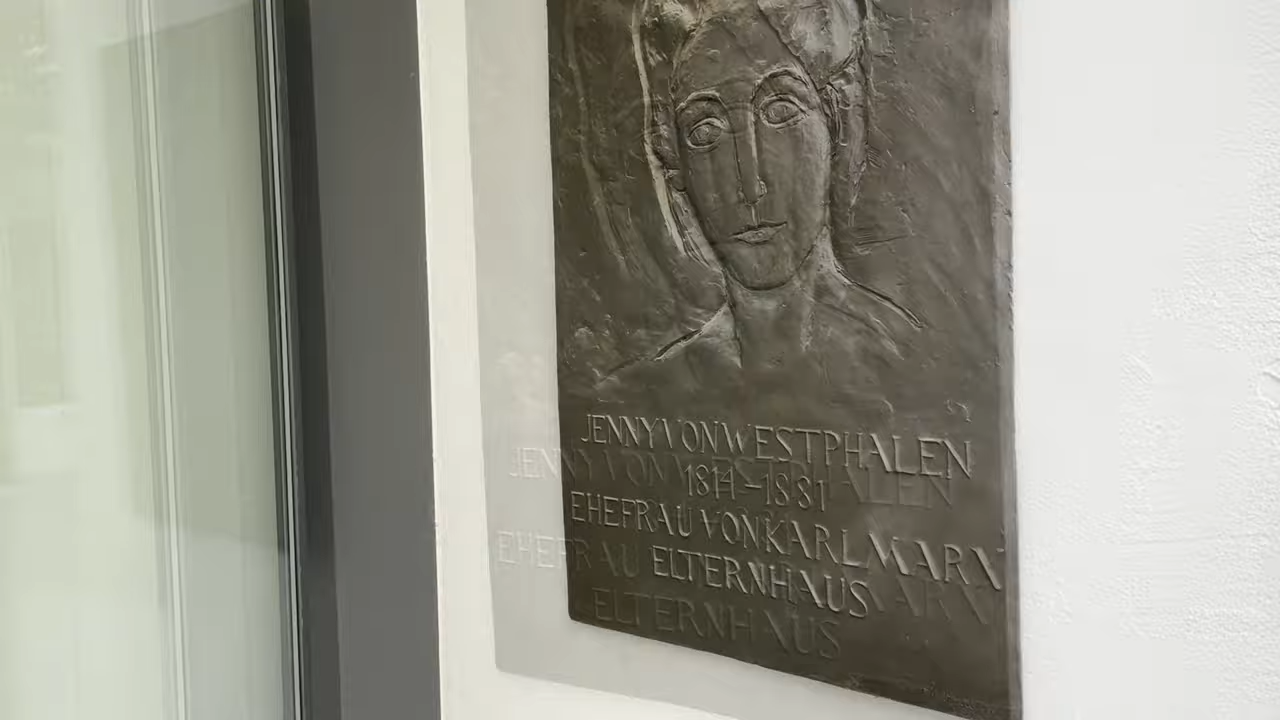 JENNY VON WESTPHALEN
1814-1881
EHEFRAU VON KARL MARX
ELTERNHAUS